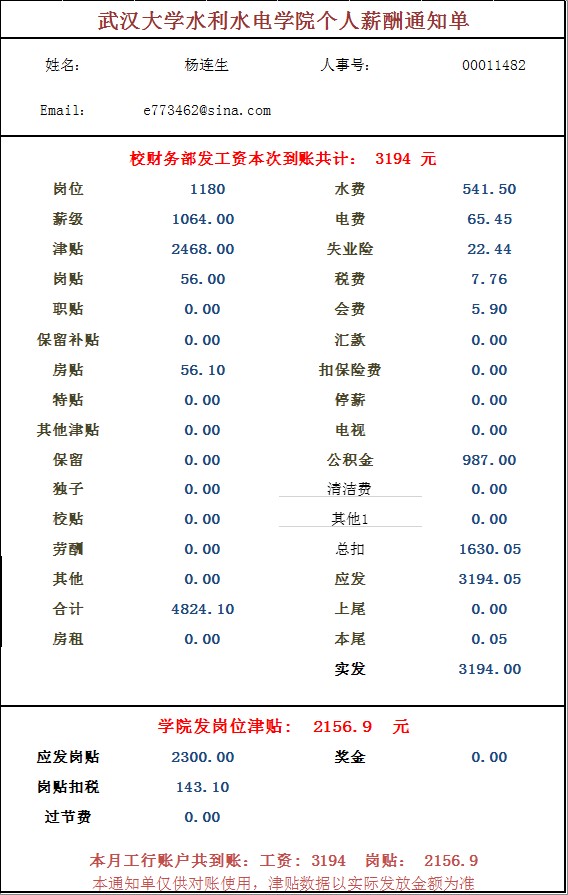 武汉大学水利水电学院个人薪酬通知单
姓名: 杨连生 人事号: 00011482
Email: e773462@sina.com
校财务部发工资本次到账共计: 3194 元
岗位 1180 水费 541.50
薪级 1064.00 电费 65.45
津贴 2468.00 失业险 22.44
岗贴 56.00 税费 7.76
职贴 0.00 会费 5.90
保留补贴 0.00 汇款 0.00
房贴 56.10 扣保险费 0.00
特贴 0.00 停薪 0.00
其他津贴 0.00 电视 0.00
保留 0.00 公积金 987.00
独子 0.00 清洁费 0.00
校贴 0.00 其他1 0.00
劳酬 0.00 总扣 1630.05
其他 0.00 应发 3194.05
合计 4824.10 上尾 0.00
房租 0.00 本尾 0.05
实发 3194.00
学院发岗位津贴: 2156.9 元
应发岗贴 2300.00 奖金 0.00
岗贴扣税 143.10
过节费 0.00
本月工行账户共到账: 工资: 3194 岗贴: 2156.9
本通知单仅供对账使用，津贴数据以实际发放金额为准